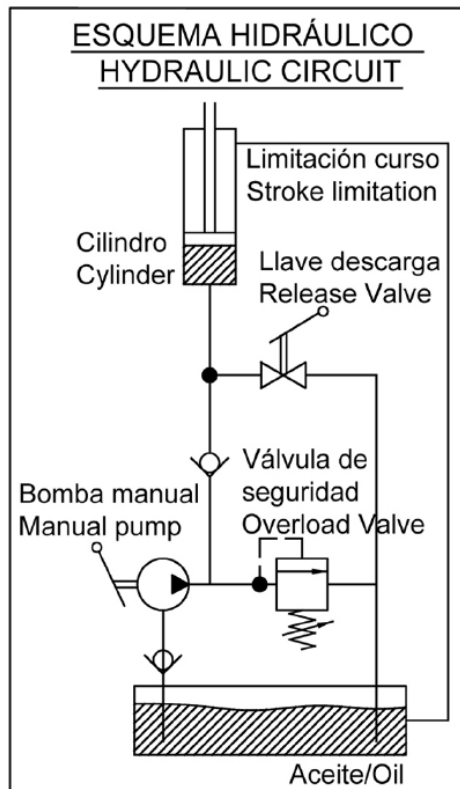 ESQUEMA HIDRÁULICO
HYDRAULIC CIRCUIT
Limitación curso
Stroke limitation
Cilindro
Cylinder
Llave descarga
Release Valve
Válvula de
seguridad
Overload Valve
Bomba manual
Manual pump
Aceite/Oil